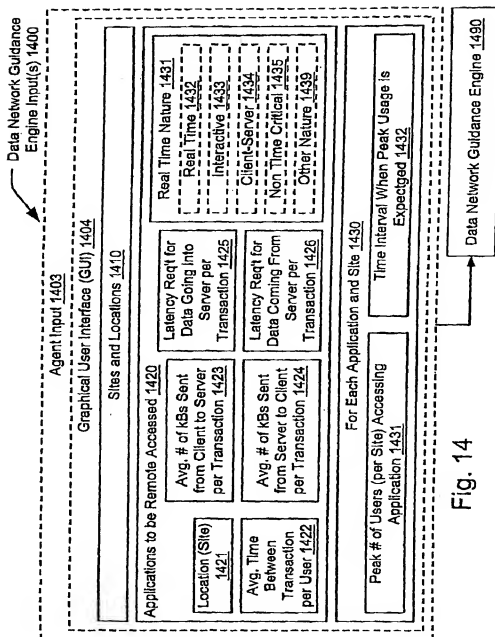 Data Network Guidance
Engine Input(s) 1400
Agent Input 1403
Graphical User Interface (GUI) 1404
Sites and Locations 1410
Applications to be Remote Accessed 1420
Location (Site)
1421
Avg. Time
Between
Transaction
per User 1422
Avg. # of kBs Sent
from Client to Server
per Transaction 1423
Avg. # of kBs Sent
from Server to Client
per Transaction 1424
Latency Req't for
Data Going Into
Server per
Transaction 1425
Latency Req't for
Data Coming From
Server per
Transaction 1426
Real Time Nature 1431
Real Time 1432
Interactive 1433
Client-Server 1434
Non Time Critical 1435
Other Nature 1439
For Each Application and Site 1430
Peak # of Users (per Site) Accessing
Application 1431
Time Interval When Peak Usage is
Expectged 1432
Data Network Guidance Engine 1490
Fig. 14